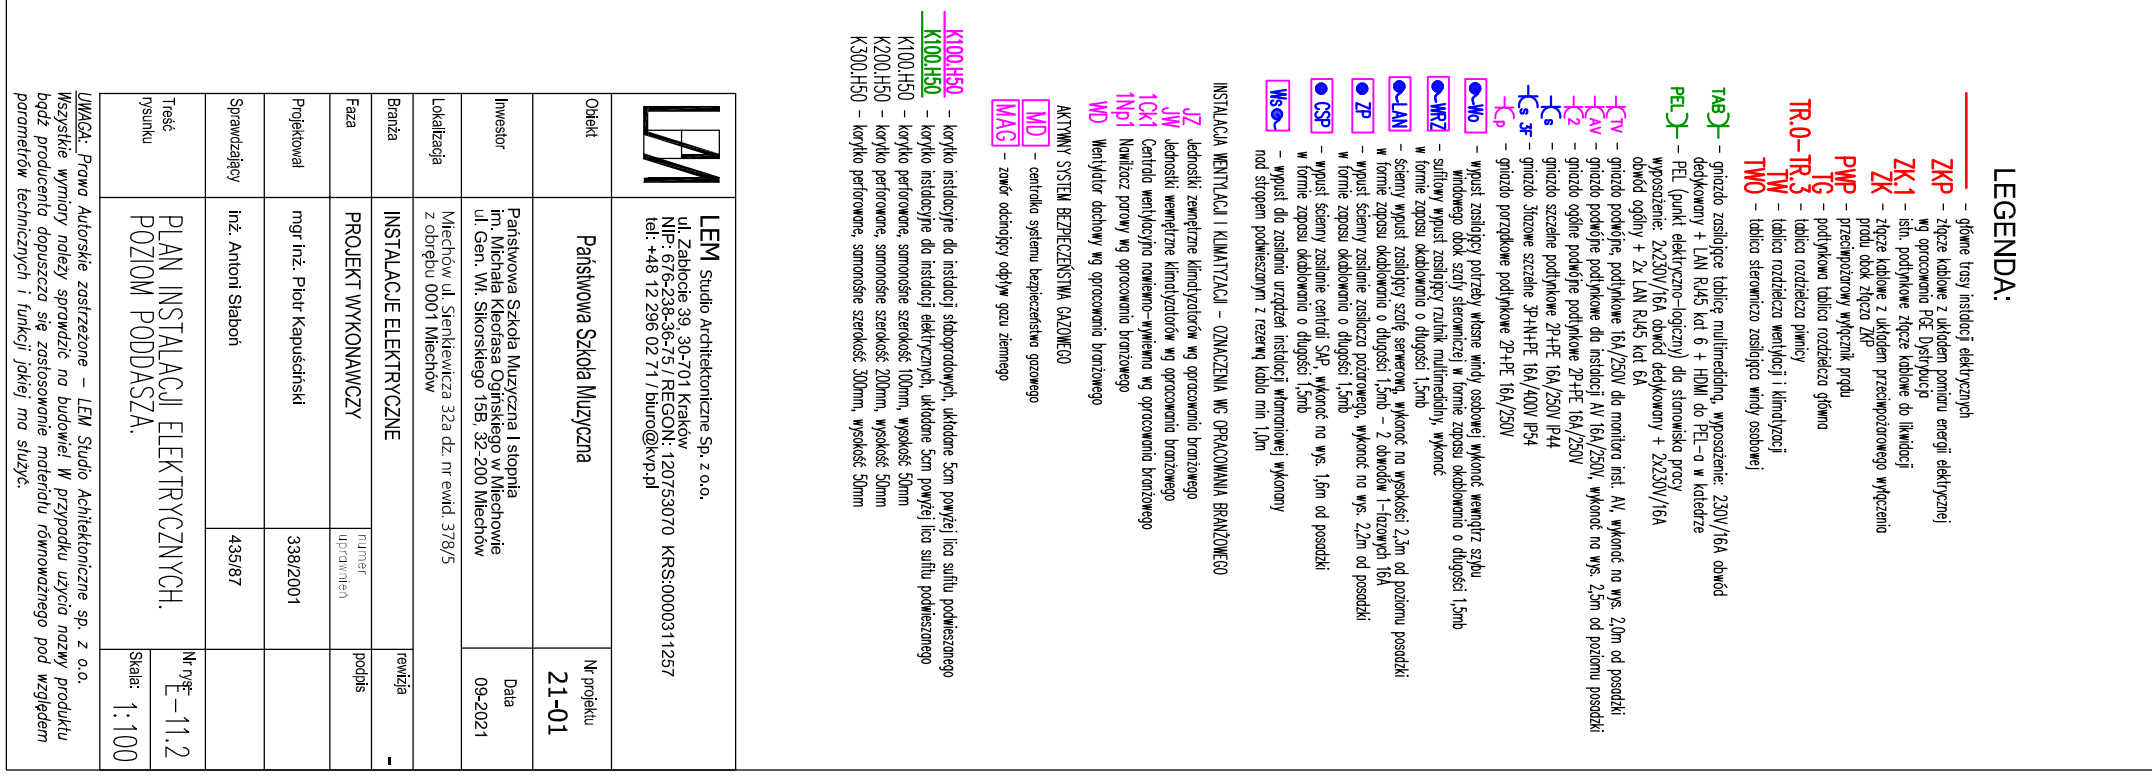 LEGENDA:
– główne trasy instalacji elektrycznych
ZKP – złącze kablowe z układem pomiaru energii elektrycznej
wg opracowania PGE Dystrybucja
ZK.1 – istn. podtynkowe złącze kablowe do likwidacji
ZK – złącze kablowe z układem przeciwpożarowego wyłączenia
prądu obok złącza ZKP
PWP – przeciwpożarowy wyłącznik prądu
TG – podtynkowa tablica rozdzielcza główna
TR.0–TR.3 – tablica rozdzielcza piwnicy
TW – tablica rozdzielcza wentylacji i klimatyzacji
TWO – tablica sterowniczo zasilająca windy osobowej
TAB – gniazdo zasilające tablicę multimedialną, wyposażenie: 230V/16A obwód
dedykowany + LAN RJ45 kat 6 + HDMI do PEL-a w katedrze
PEL – PEL (punkt elektryczno-logiczny) dla stanowiska pracy
wyposażenie: 2x230V/16A obwód dedykowany + 2x230V/16A
obwód ogólny + 2x LAN RJ45 kat 6A
TV – gniazdo podwójne, podtynkowe 16A/250V dla monitora inst. AV, wykonać na wys. 2,0m od posadzki
AV – gniazdo podwójne podtynkowe dla instalacji AV 16A/250V, wykonać na wys. 2,5m od poziomu posadzki
2 – gniazdo ogólne podwójne podtynkowe 2P+PE 16A/250V
s – gniazdo szczelne podtynkowe 2P+PE 16A/250V IP44
s 3F – gniazdo 3fazowe szczelne 3P+N+PE 16A/400V IP54
p – gniazdo porządkowe podtynkowe 2P+PE 16A/250V
Wo – wypust zasilający potrzeby własne windy osobowej wykonać wewnątrz szybu
windowego obok szafy sterowniczej w formie zapasu okablowania o długości 1,5mb
WRZ – sufitowy wypust zasilający rzutnik multimedialny, wykonać
w formie zapasu okablowania o długości 1,5mb
LAN – ścienny wypust zasilający szafę serwerową, wykonać na wysokości 2,3m od poziomu posadzki
w formie zapasu okablowania o długości 1,5mb – 2 obwodów 1-fazowych 16A
ZP – wypust ścienny zasilanie zasilacza pożarowego, wykonać na wys. 2,2m od posadzki
w formie zapasu okablowania o długości 1,5mb
CSP – wypust ścienny zasilanie centrali SAP, wykonać na wys. 1,6m od posadzki
w formie zapasu okablowania o długości 1,5mb
Ws – wypust dla zasilania urządzeń instalacji włamaniowej wykonany
nad stropem podwieszanym z rezerwą kabla min 1,0m
INSTALACJA WENTYLACJI I KLIMATYZACJI – OZNACZENIA WG OPRACOWANIA BRANŻOWEGO
JZ Jednostki zewnętrzne klimatyzatorów wg opracowania branżowego
JW Jednostki wewnętrzne klimatyzatorów wg opracowania branżowego
1CK1 Centrala wentylacyjna nawiewno-wywiewna wg opracowania branżowego
1Np1 Nawilżacz parowy wg opracowania branżowego
WD Wentylator dachowy wg opracowania branżowego
AKTYWNY SYSTEM BEZPIECZEŃSTWA GAZOWEGO
MD – centralka systemu bezpieczeństwa gazowego
MAG – zawór odcinający odpływ gazu ziemnego
K100.H50 – korytko instalacyjne dla instalacji słaboprądowych, układane 5cm powyżej lica sufitu podwieszanego
K100.H50 – korytko instalacyjne dla instalacji elektrycznych, układane 5cm powyżej lica sufitu podwieszanego
K100.H50 – korytko perforowane, samonośne szerokość 100mm, wysokość 50mm
K200.H50 – korytko perforowane, samonośne szerokość 200mm, wysokość 50mm
K300.H50 – korytko perforowane, samonośne szerokość 300mm, wysokość 50mm
LEM Studio Architektoniczne Sp. z o.o.
ul. Zabłocie 39, 30-701 Kraków
NIP: 676-238-36-75 / REGON: 120753070 KRS:0000311257
tel: +48 12 296 02 71 / biuro@kvp.pl
Obiekt
Państwowa Szkoła Muzyczna
Nr projektu
21-01
Inwestor
Państwowa Szkoła Muzyczna I stopnia
im. Michała Kleofasa Ogińskiego w Miechowie
ul. Gen. Wł. Sikorskiego 15B, 32-200 Miechów
Data
09-2021
Lokalizacja
Miechów ul. Sienkiewicza 32a dz. nr ewid. 378/5
z obrębu 0001 Miechów
Branża
INSTALACJE ELEKTRYCZNE
rewizja
-
Faza
PROJEKT WYKONAWCZY
numer
uprawnień
podpis
Projektował
mgr inż. Piotr Kapuściński
338/2001
Sprawdzający
inż. Antoni Słaboń
435/87
Treść
rysunku
PLAN INSTALACJI ELEKTRYCZNYCH.
POZIOM PODDASZA.
Nr rys:
E-11.2
Skala: 1:100
UWAGA: Prawa Autorskie zastrzeżone – LEM Studio Achitektoniczne sp. z o.o.
Wszystkie wymiary należy sprawdzić na budowie! W przypadku użycia nazwy produktu
bądź producenta dopuszcza się zastosowanie materiału równoważnego pod względem
parametrów technicznych i funkcji jakiej ma służyć.